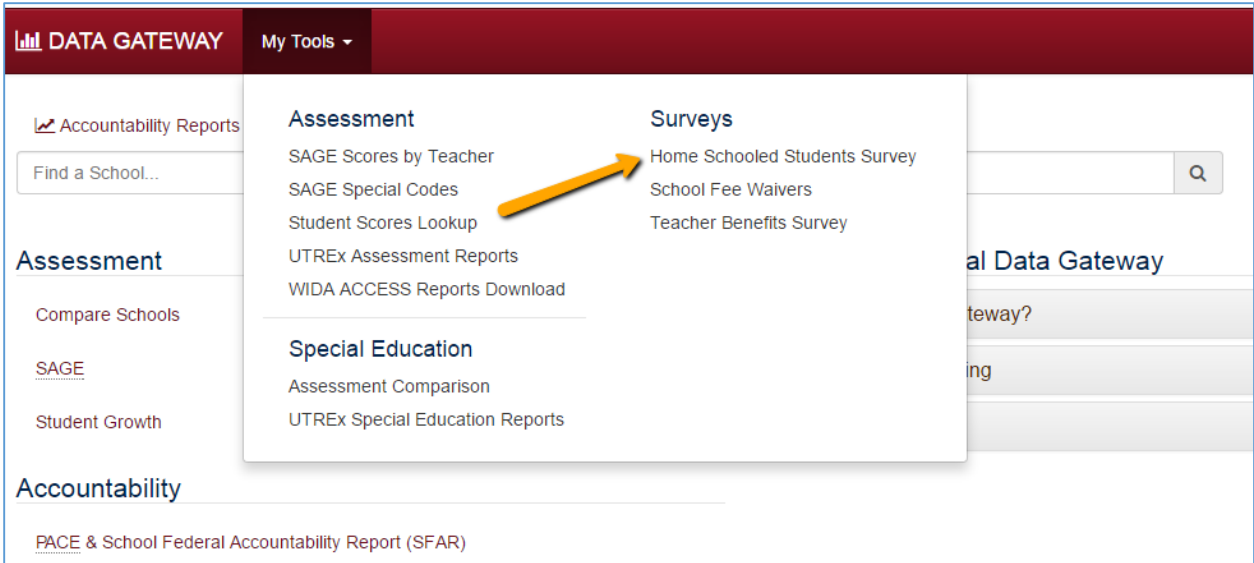 DATA GATEWAY My Tools
Accountability Reports
Find a School...
Assessment
SAGE Scores by Teacher
SAGE Special Codes
Student Scores Lookup
UTREx Assessment Reports
WIDA ACCESS Reports Download
Special Education
Assessment Comparison
UTREx Special Education Reports
Surveys
Home Schooled Students Survey
School Fee Waivers
Teacher Benefits Survey
Assessment
Compare Schools
SAGE
Student Growth
Accountability
PACE & School Federal Accountability Report (SFAR)
al Data Gateway
teway?
ing